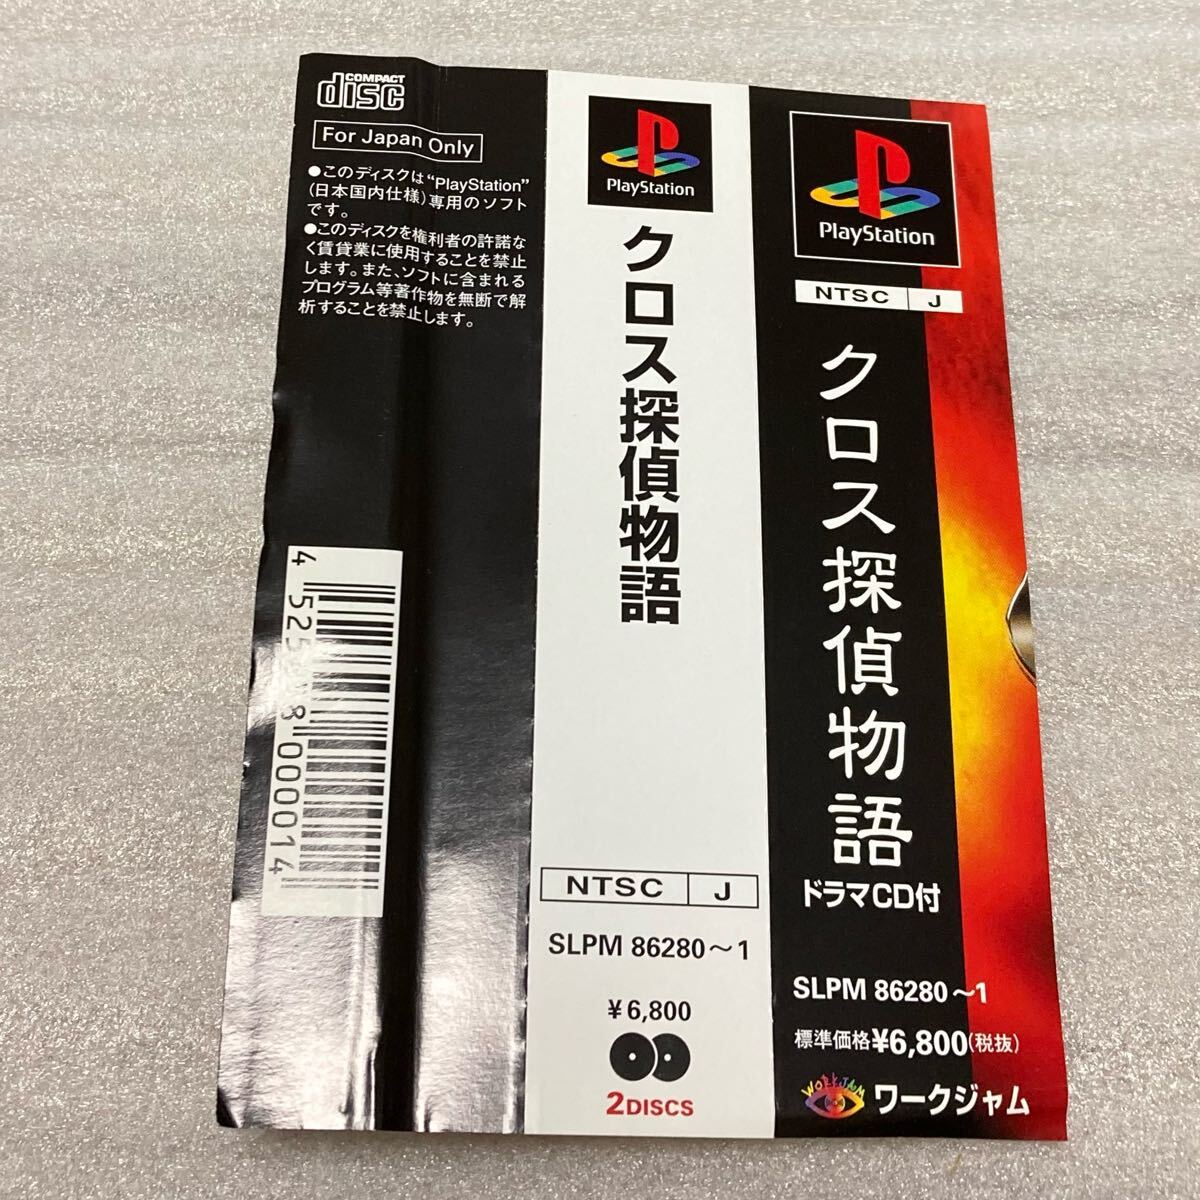 COMPACT
disc
For Japan Only
●このディスクは"PlayStation"
(日本国内仕様)専用のソフト
です。
●このディスクを権利者の許諾な
く賃貸業に使用することを禁止
します。また、ソフトに含まれる
プログラム等著作物を無断で解
析することを禁止します。
PlayStation
クロス探偵物語
NTSC J
SLPM 86280～1
¥6,800
2DISCS
PlayStation
NTSC J
クロス探偵物語
ドラマCD付
SLPM 86280～1
標準価格¥6,800(税抜)
WORKJAM
ワークジャム